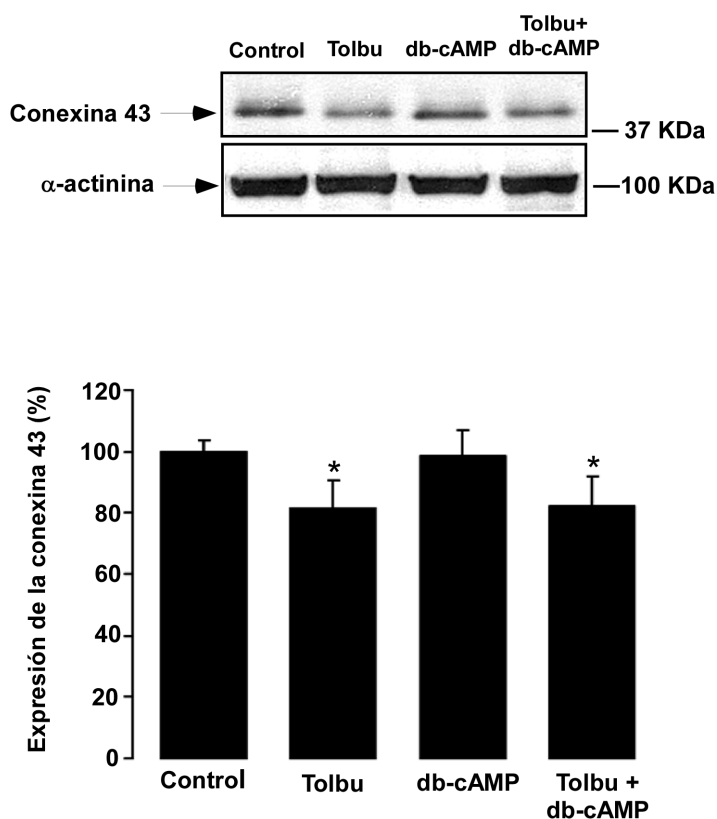 Control Tolbu db-cAMP Tolbu+
db-cAMP
Conexina 43
37 KDa
α-actinina
100 KDa
Expresión de la conexina 43 (%)
120
100
80
60
40
20
0
*
*
Control Tolbu db-cAMP Tolbu +
db-cAMP